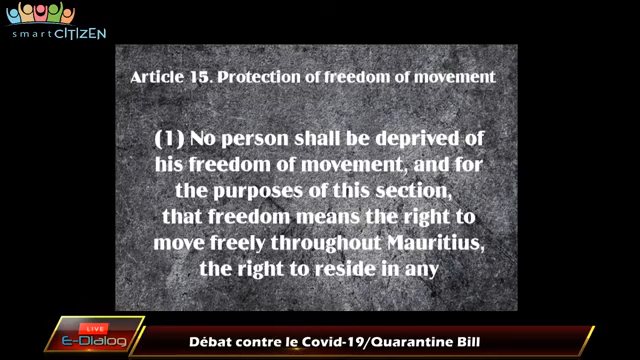 smart CITIZEN
Article 15. Protection of freedom of movement
(1) No person shall be deprived of
his freedom of movement, and for
the purposes of this section,
that freedom means the right to
move freely throughout Mauritius,
the right to reside in any
LIVE
E-Dialog
Débat contre le Covid-19/Quarantine Bill